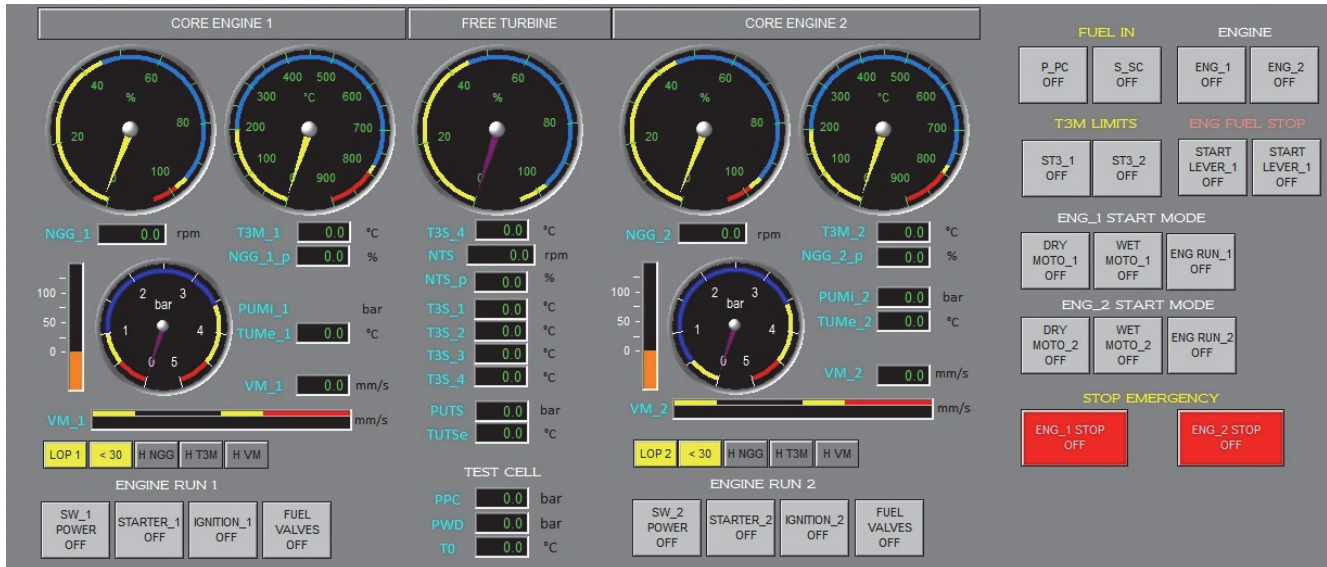 CORE ENGINE 1
FREE TURBINE
CORE ENGINE 2
FUEL IN
ENGINE
40 60
%
20 80
0 100
400 500
300 °C 600
200 700
100 800
0 900
40 60
%
20 80
0 100
40 60
%
20 80
0 100
400 500
300 °C 600
200 700
100 800
0 900
P_PC
OFF
S_SC
OFF
ENG_1
OFF
ENG_2
OFF
T3M LIMITS
ENG FUEL STOP
ST3_1
OFF
ST3_2
OFF
START
LEVER_1
OFF
START
LEVER_1
OFF
NGG_1 0.0 rpm
T3M_1 0.0 °C
NGG_1_p 0.0 %
T3S_4 0.0 °C
NTS 0.0 rpm
NTS_p 0.0 %
NGG_2 0.0 rpm
T3M_2 0.0 °C
NGG_2_p 0.0 %
ENG_1 START MODE
DRY
MOTO_1
OFF
WET
MOTO_1
OFF
ENG RUN_1
OFF
100
50
0
2 3
bar
1 4
0 5
PUMi_1 bar
TUMe_1 0.0 °C
VM_1 0.0 mm/s
VM_1 mm/s
T3S_1 0.0 °C
T3S_2 0.0 °C
T3S_3 0.0 °C
T3S_4 0.0 °C
PUTS 0.0 bar
TUTSe 0.0 °C
100
50
0
2 3
bar
1 4
0 5
PUMi_2 0.0 bar
TUMe_2 0.0 °C
VM_2 0.0 mm/s
VM_2 mm/s
ENG_2 START MODE
DRY
MOTO_2
OFF
WET
MOTO_2
OFF
ENG RUN_2
OFF
STOP EMERGENCY
ENG_1 STOP
OFF
ENG_2 STOP
OFF
LOP 1 < 30 H NGG H T3M H VM
LOP 2 < 30 H NGG H T3M H VM
ENGINE RUN 1
SW_1
POWER
OFF
STARTER_1
OFF
IGNITION_1
OFF
FUEL
VALVES
OFF
TEST CELL
PPC 0.0 bar
PWD 0.0 bar
T0 0.0 °C
ENGINE RUN 2
SW_2
POWER
OFF
STARTER_2
OFF
IGNITION_2
OFF
FUEL
VALVES
OFF